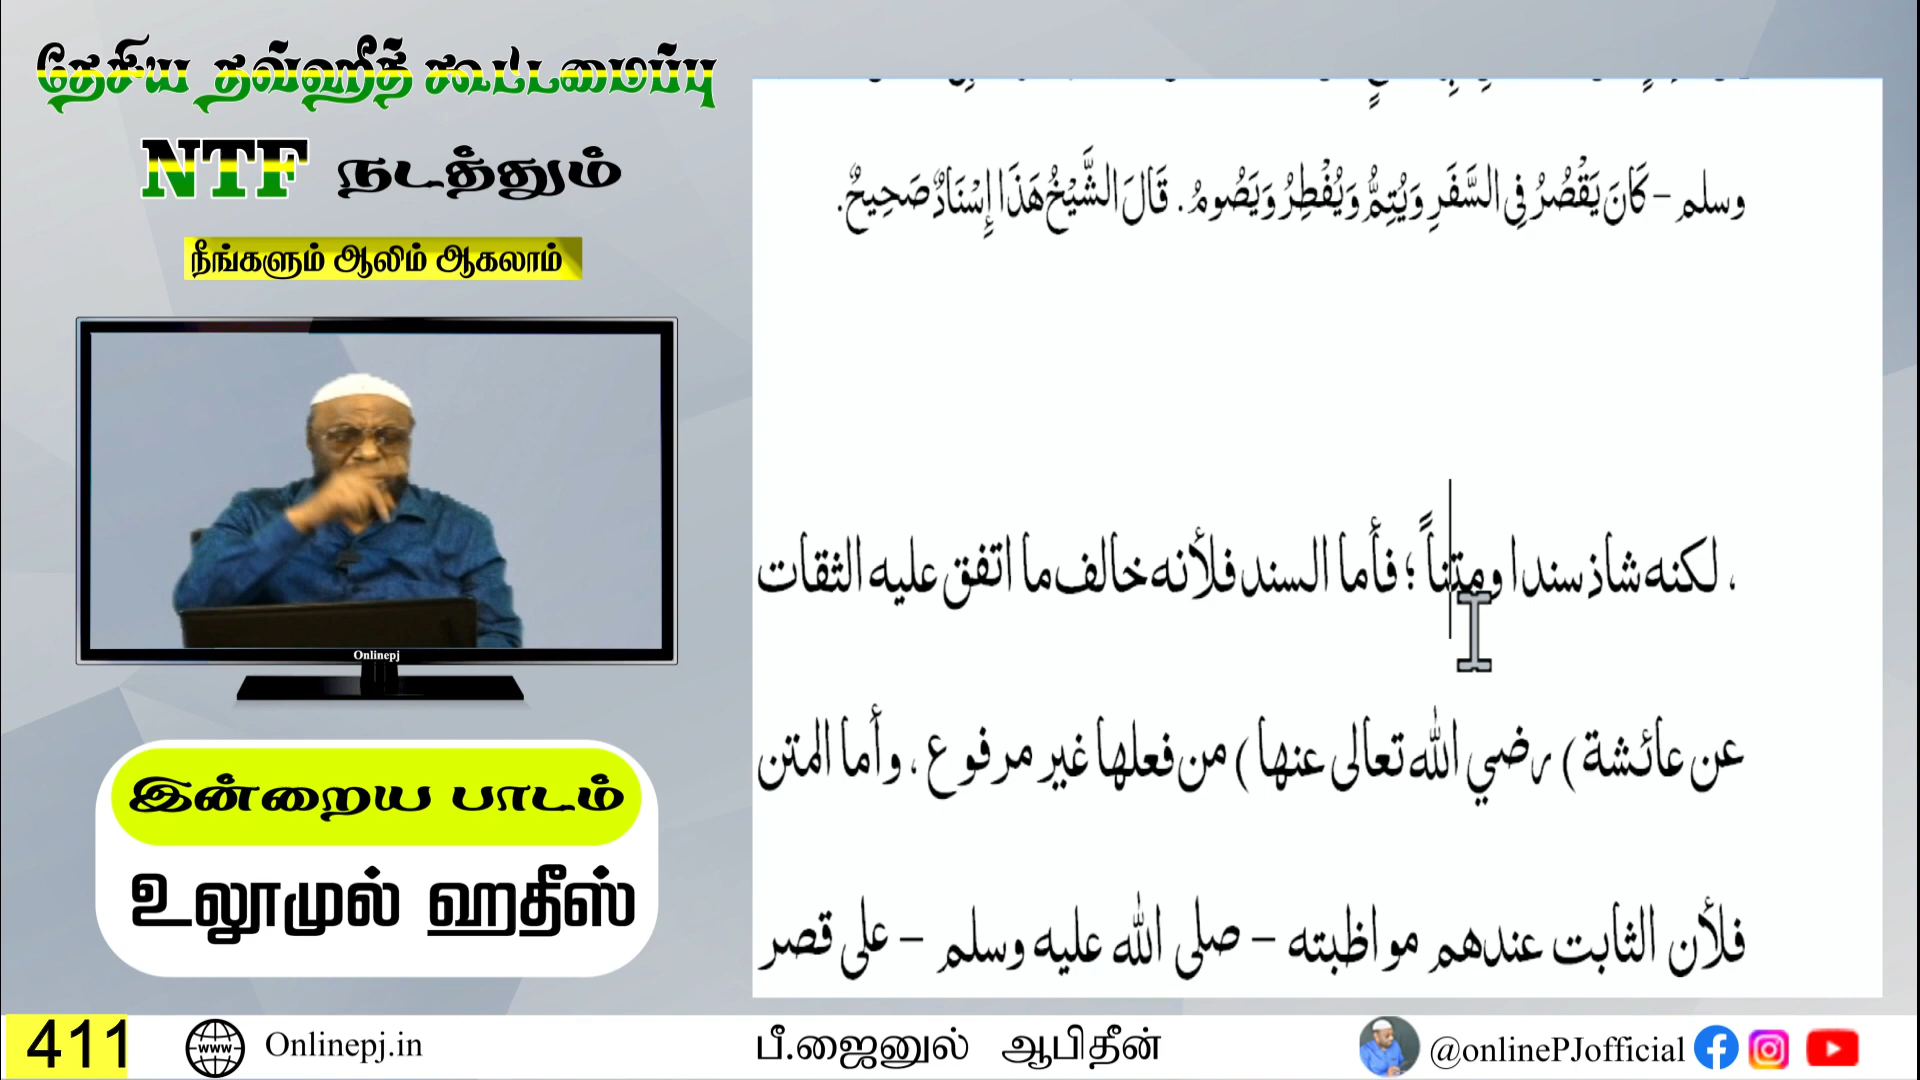 தேசிய தவ்ஹீத் கூட்டமைப்பு
NTF நடத்தும்
நீங்களும் ஆலிம் ஆகலாம்
Onlinepj
இன்றைய பாடம்
உலூமுல் ஹதீஸ்
وسلم – كَانَ يَقْصُرُ فِى السَّفَرِ وَيُتِمُّ وَيُفْطِرُ وَيَصُومُ . قَالَ الشَّيْخُ هَذَا إِسْنَادٌ صَحِيحٌ.
، لكنه شاذ سندا ومتناً ؛ فأما السند فلأنه خالف ما اتفق عليه الثقات
عن عائشة ) رضي الله تعالى عنها ) من فعلها غير مرفوع ، وأما المتن
فلأن الثابت عندهم مواظبته – صلى الله عليه وسلم – على قصر
411
www
Onlinepj.in
பீ.ஜைனுல் ஆபிதீன்
@onlinePJofficial